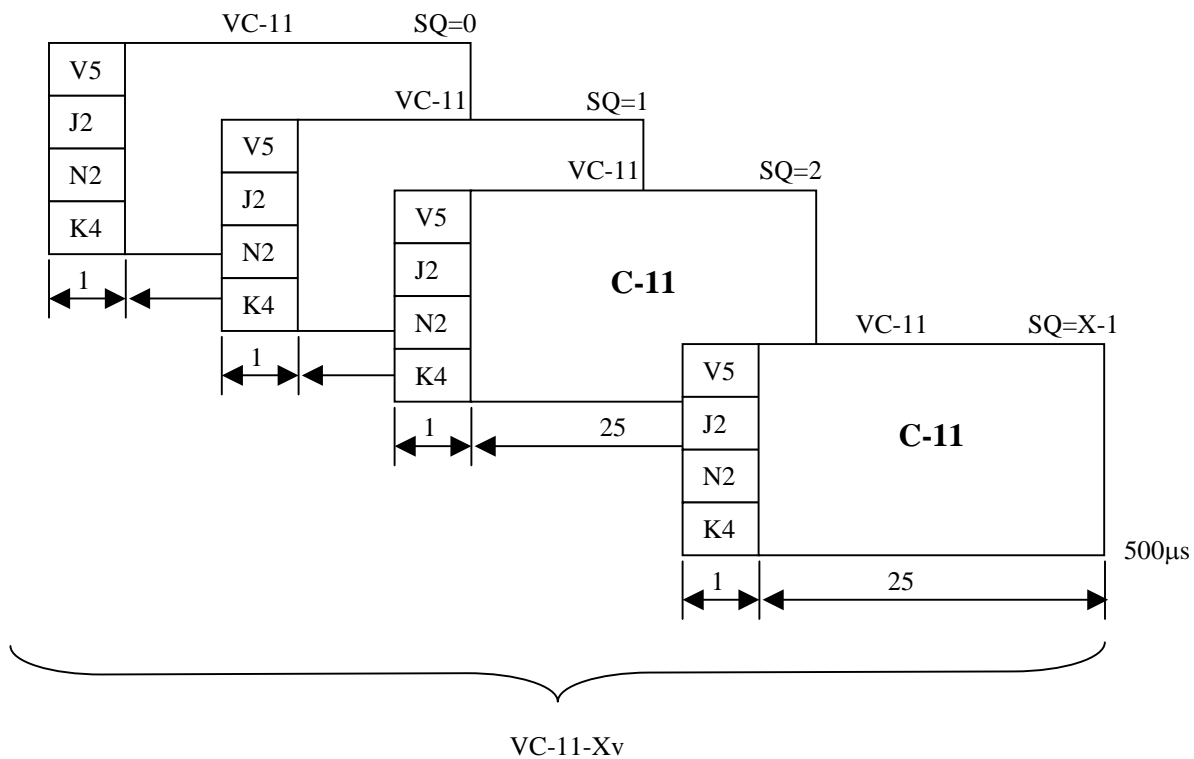 VC-11 SQ=0
V5
J2
N2
K4
1
VC-11 SQ=1
V5
J2
N2
K4
1
VC-11 SQ=2
V5
J2
N2
K4
C-11
1 25
VC-11 SQ=X-1
V5
J2
N2
K4
C-11
500μs
1 25
VC-11-Xv